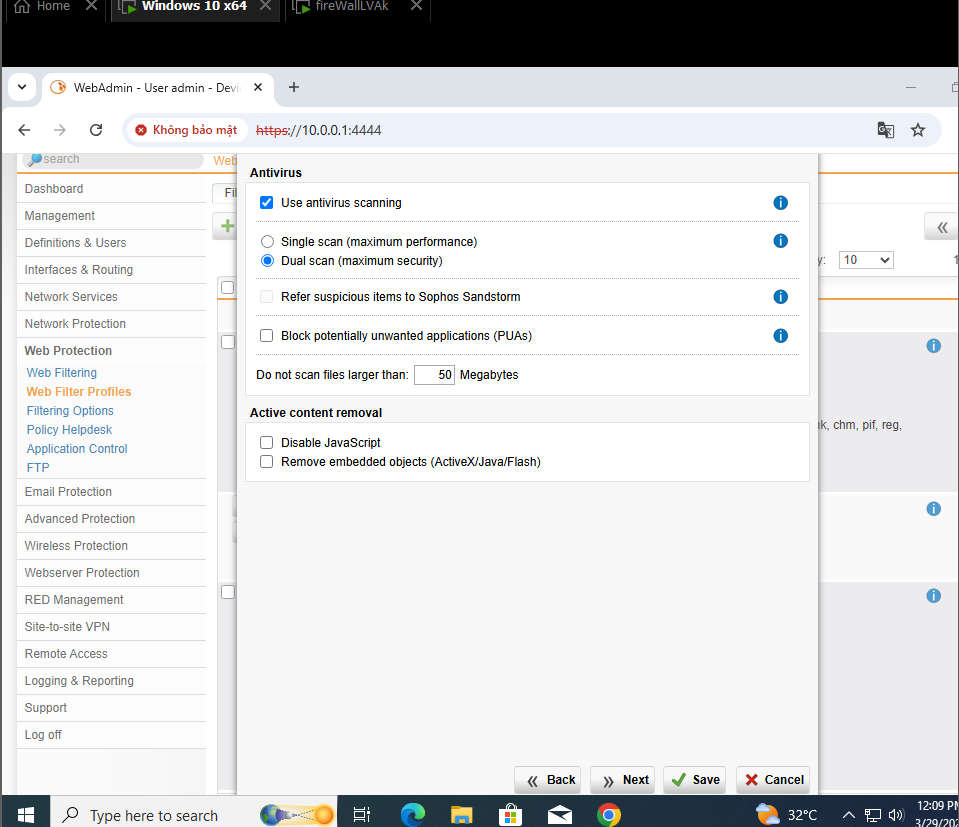 Home
Windows 10 x64
fireWallLVAk
WebAdmin - User admin - Devi
Không bảo mật
https://10.0.0.1:4444
search
Web
Dashboard
Management
Definitions & Users
Interfaces & Routing
Network Services
Network Protection
Web Protection
Web Filtering
Web Filter Profiles
Filtering Options
Policy Helpdesk
Application Control
FTP
Email Protection
Advanced Protection
Wireless Protection
Webserver Protection
RED Management
Site-to-site VPN
Remote Access
Logging & Reporting
Support
Log off
Fil
Antivirus
Use antivirus scanning
Single scan (maximum performance)
Dual scan (maximum security)
Refer suspicious items to Sophos Sandstorm
Block potentially unwanted applications (PUAs)
Do not scan files larger than: 50 Megabytes
Active content removal
Disable JavaScript
Remove embedded objects (ActiveX/Java/Flash)
Back Next Save Cancel
y: 10 1
chm, pif, reg,
Type here to search
32°C
12:09 PM
3/29/202